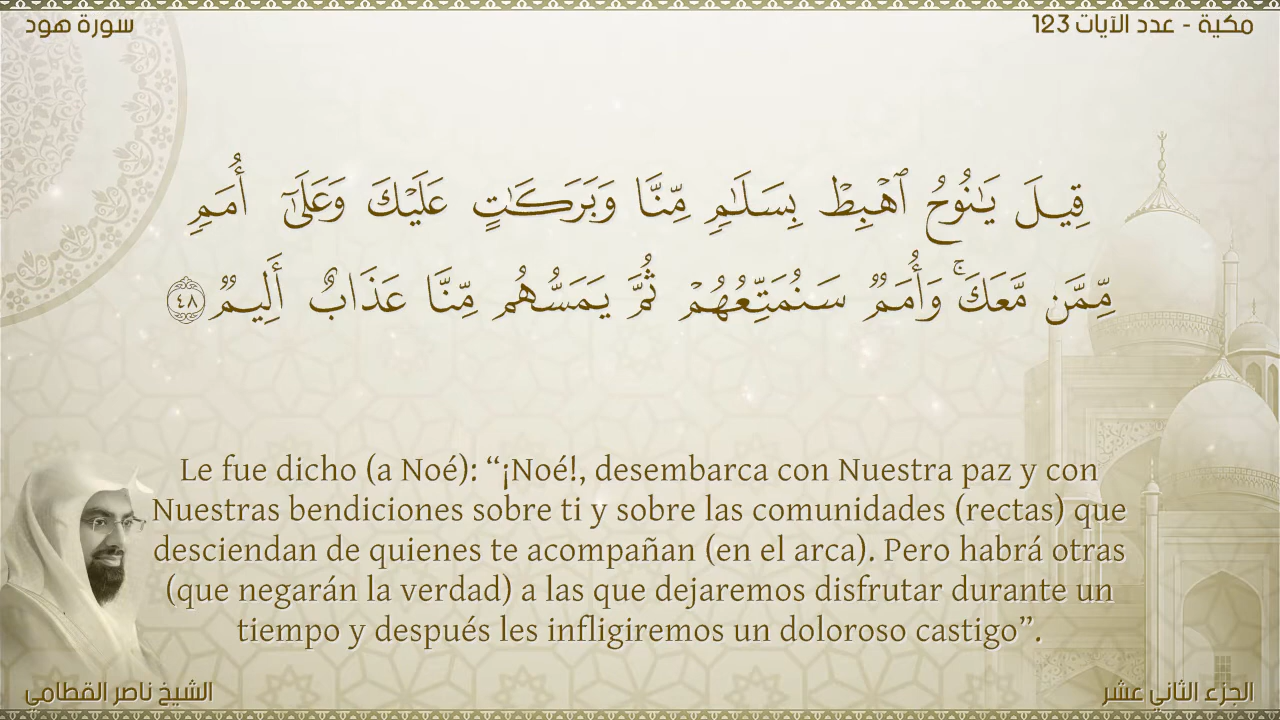 سورة هود
مكية - عدد الآيات 123
قِيلَ يَـٰنُوحُ ٱهْبِطْ بِسَلَـٰمٍ مِّنَّا وَبَرَكَـٰتٍ عَلَيْكَ وَعَلَىٰٓ أُمَمٍ
مِّمَّن مَّعَكَ ۚ وَأُمَمٌ سَنُمَتِّعُهُمْ ثُمَّ يَمَسُّهُم مِّنَّا عَذَابٌ أَلِيمٌ ٤٨
Le fue dicho (a Noé): “¡Noé!, desembarca con Nuestra paz y con
Nuestras bendiciones sobre ti y sobre las comunidades (rectas) que
desciendan de quienes te acompañan (en el arca). Pero habrá otras
(que negarán la verdad) a las que dejaremos disfrutar durante un
tiempo y después les infligiremos un doloroso castigo”.
الشيخ ناصر القطامي
الجزء الثاني عشر